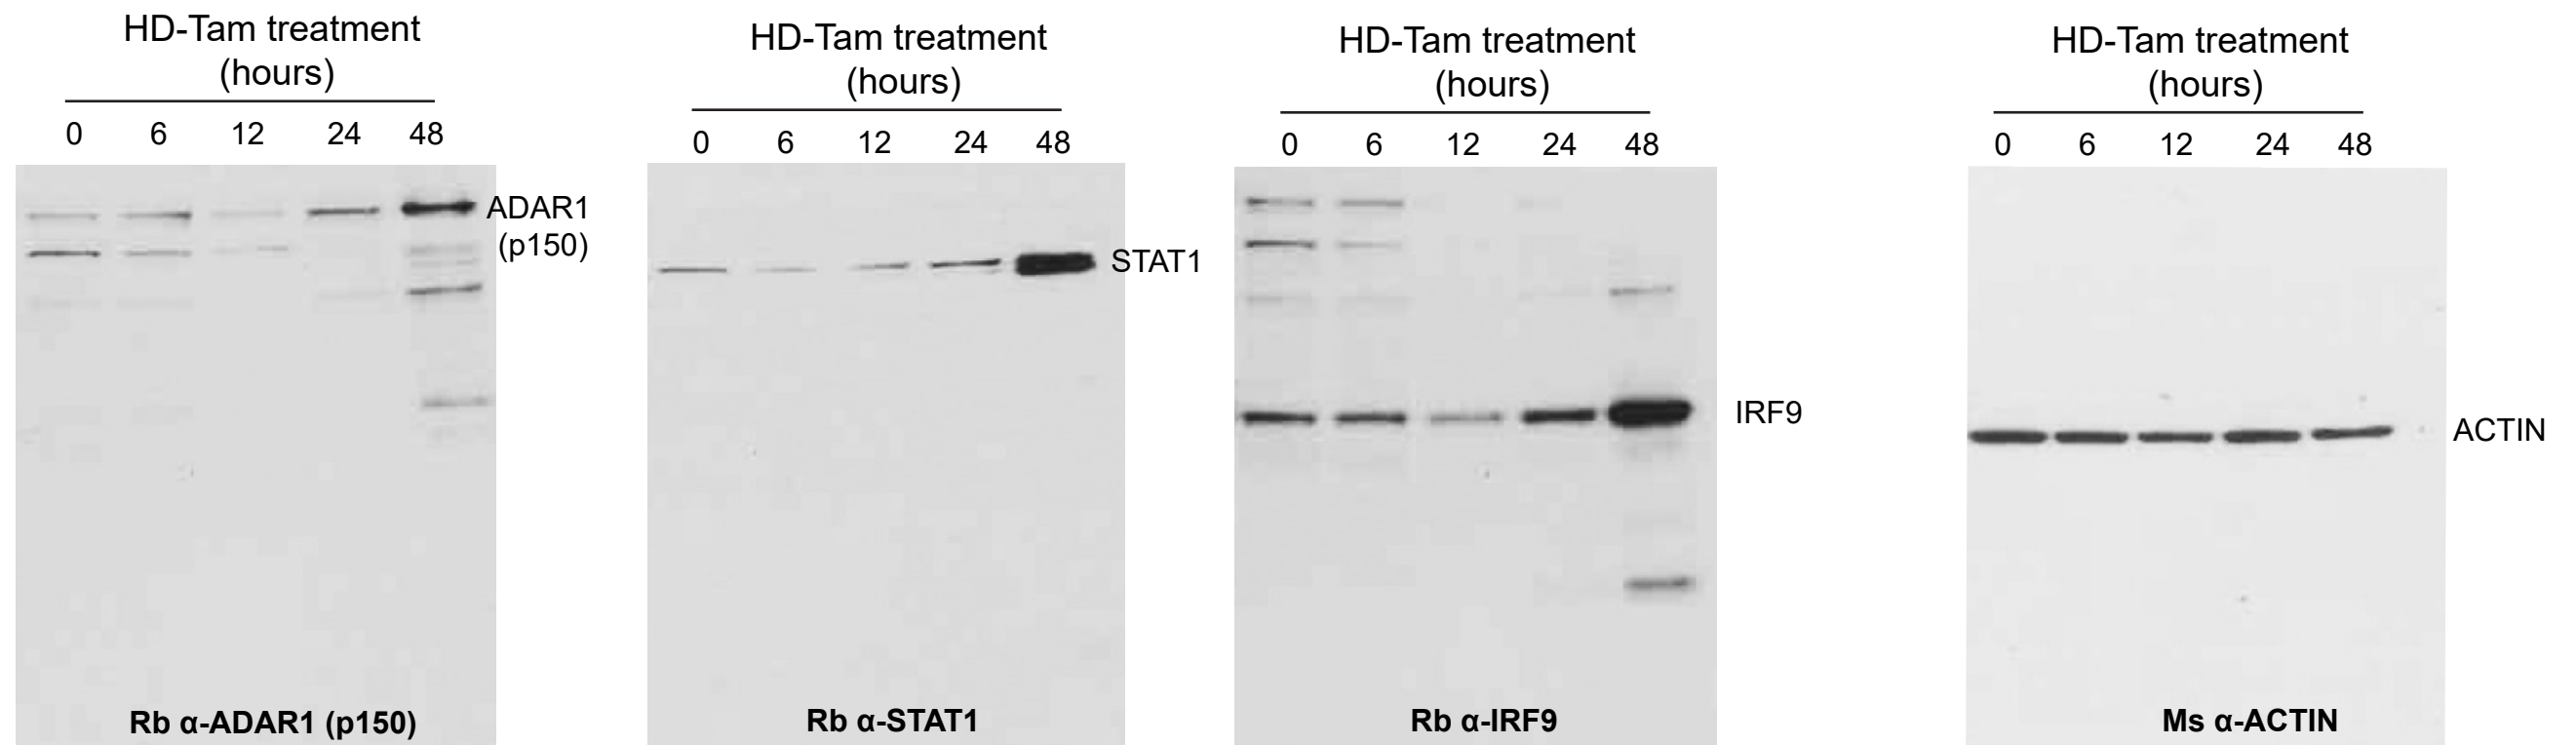 HD-Tam treatment
(hours)
0 6 12 24 48
ADAR1
(p150)
Rb α-ADAR1 (p150)
HD-Tam treatment
(hours)
0 6 12 24 48
STAT1
Rb α-STAT1
HD-Tam treatment
(hours)
0 6 12 24 48
IRF9
Rb α-IRF9
HD-Tam treatment
(hours)
0 6 12 24 48
ACTIN
Ms α-ACTIN